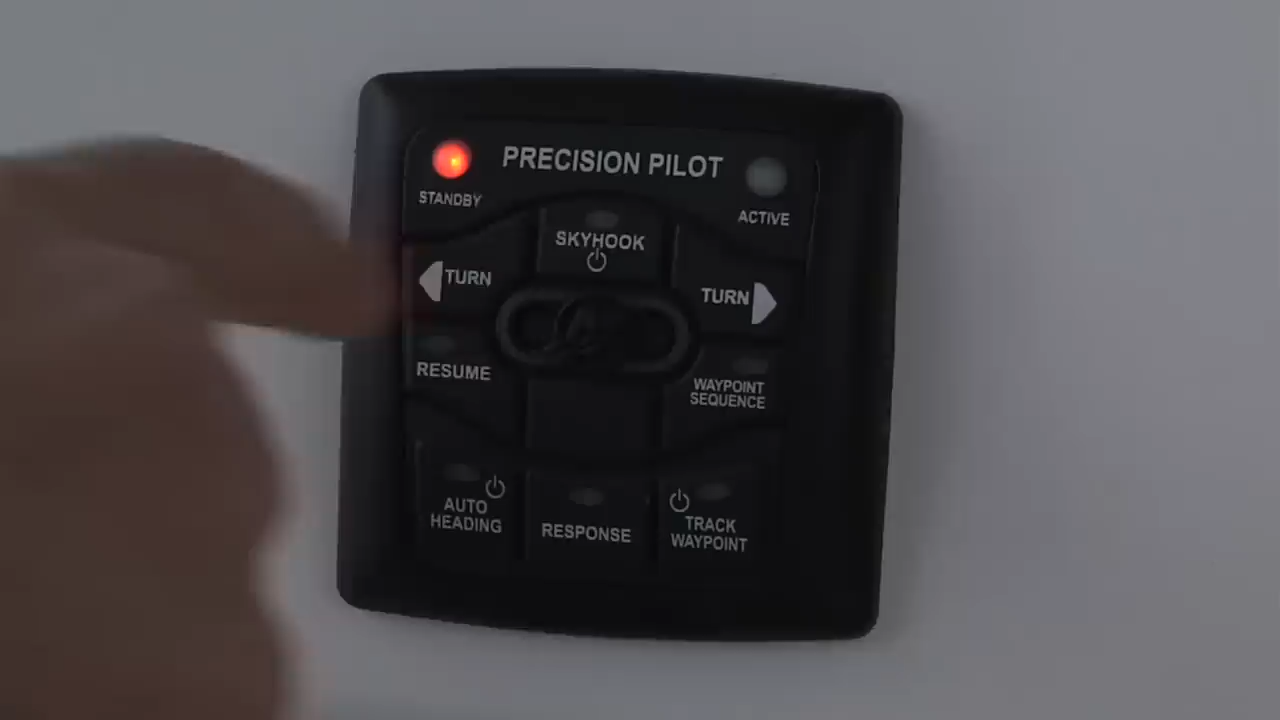 PRECISION PILOT
STANDBY
ACTIVE
SKYHOOK
TURN
TURN
RESUME
WAYPOINT
SEQUENCE
AUTO
HEADING
RESPONSE
TRACK
WAYPOINT